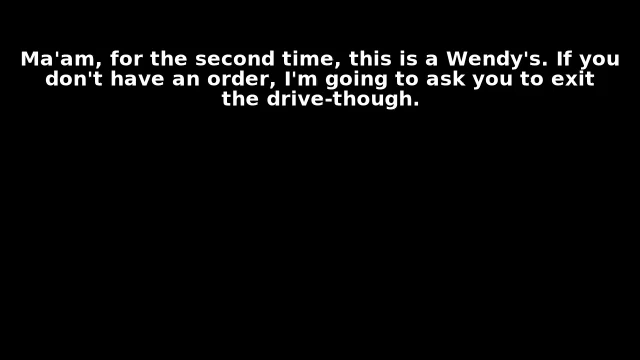 Ma'am, for the second time, this is a Wendy's. If you
don't have an order, I'm going to ask you to exit
the drive-though.